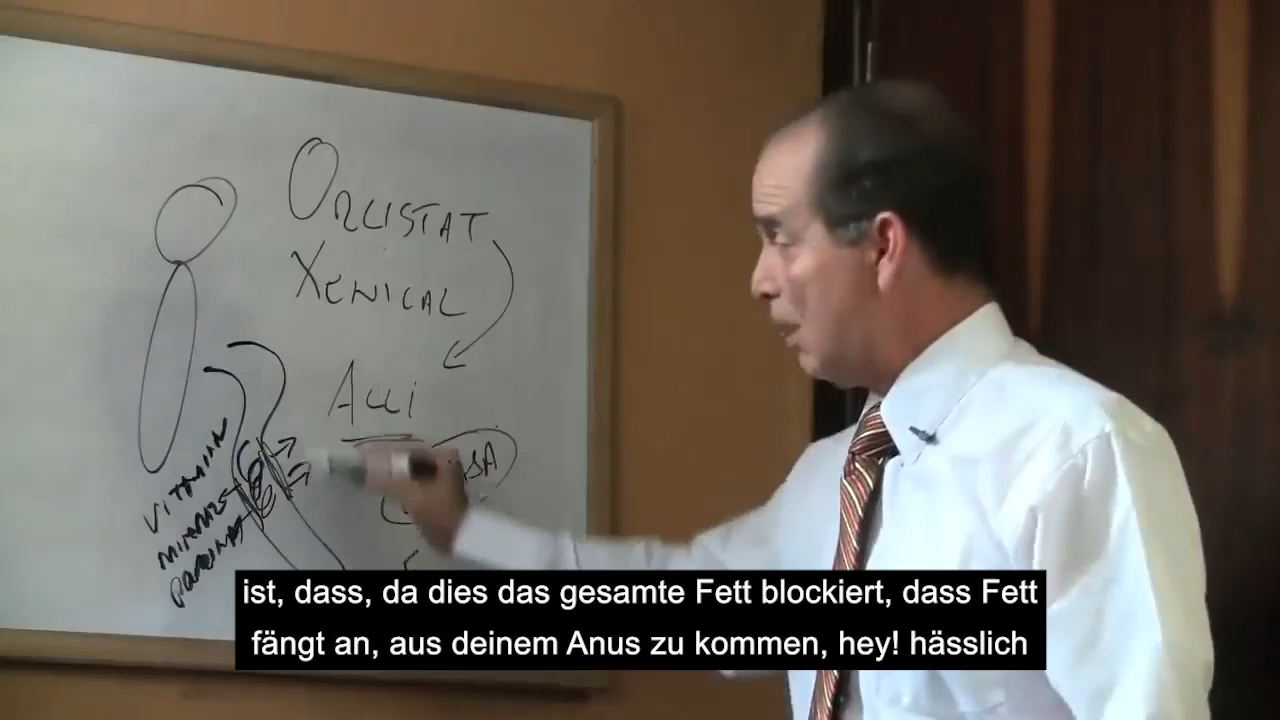 ORLISTAT
XENICAL
Alli
VITAMINA
ist, dass, da dies das gesamte Fett blockiert, dass Fett
fängt an, aus deinem Anus zu kommen, hey! hässlich